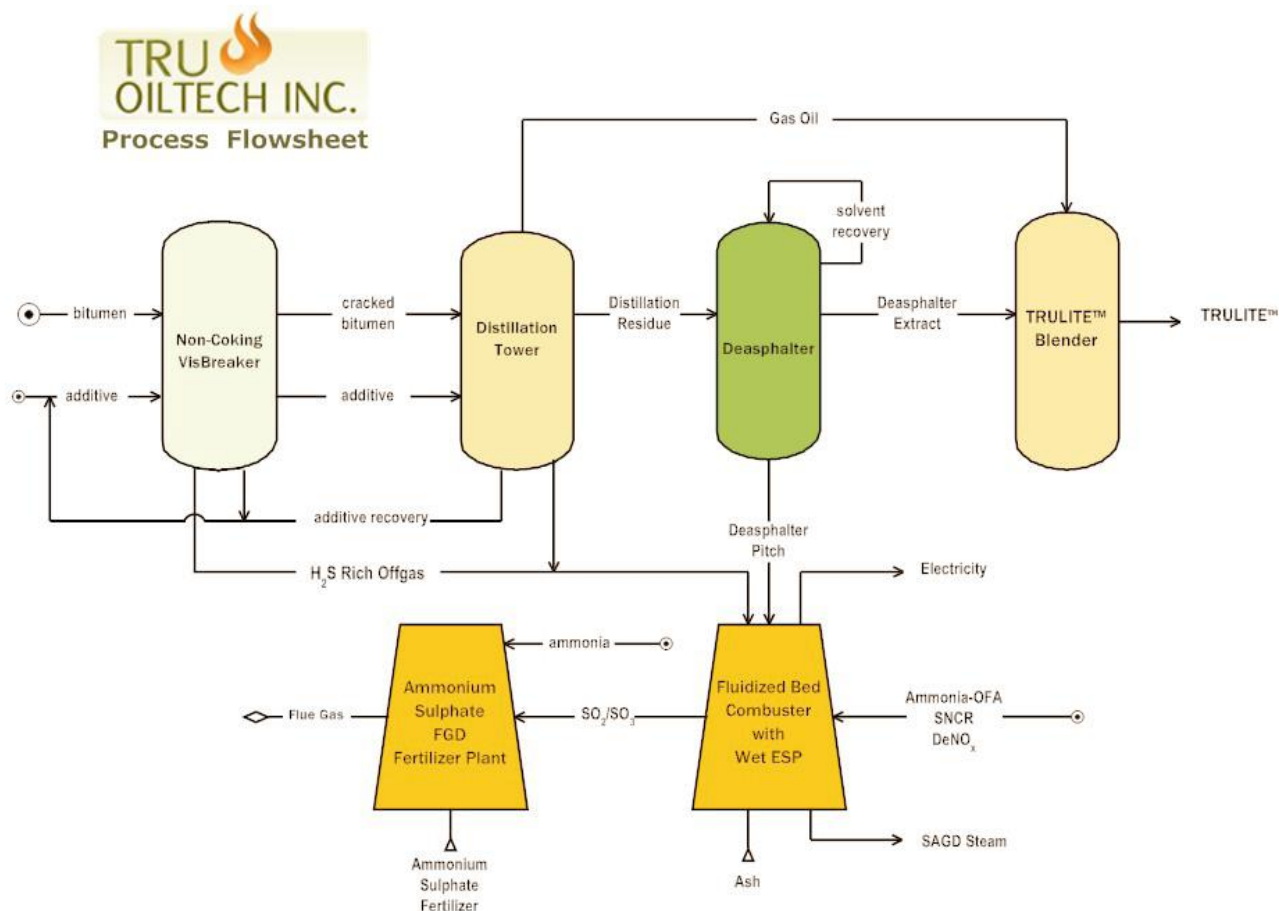 TRU
OILTECH INC.
Process Flowsheet
Gas Oil
solvent
recovery
bitumen
cracked
bitumen
Distillation
Residue
Deasphalter
Extract
TRULITE™
Non-Coking
VisBreaker
Distillation
Tower
Deasphalter
TRULITE™
Blender
additive
additive
additive recovery
Deasphalter
Pitch
H₂S Rich Offgas
Electricity
ammonia
Ammonium
Sulphate
FGD
Fertilizer Plant
Fluidized Bed
Combuster
with
Wet ESP
Ammonia-OFA
SNCR
DeNOₓ
Flue Gas
SO₂/SO₃
SAGD Steam
Ammonium
Sulphate
Fertilizer
Ash